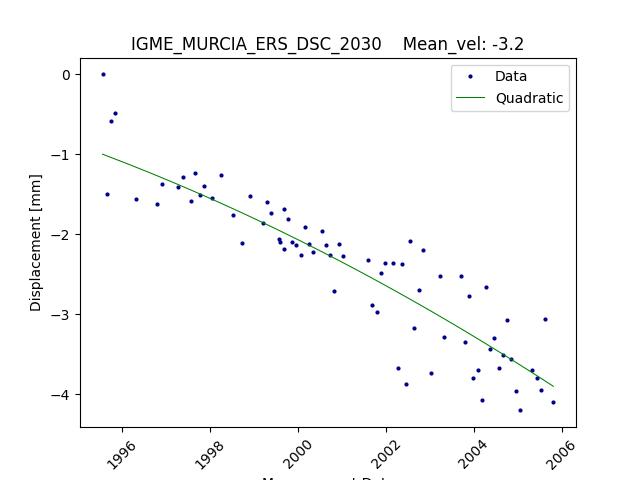 IGME_MURCIA_ERS_DSC_2030    Mean_vel: -3.2
Data
Quadratic
Displacement [mm]
0
−1
−2
−3
−4
1996
1998
2000
2002
2004
2006